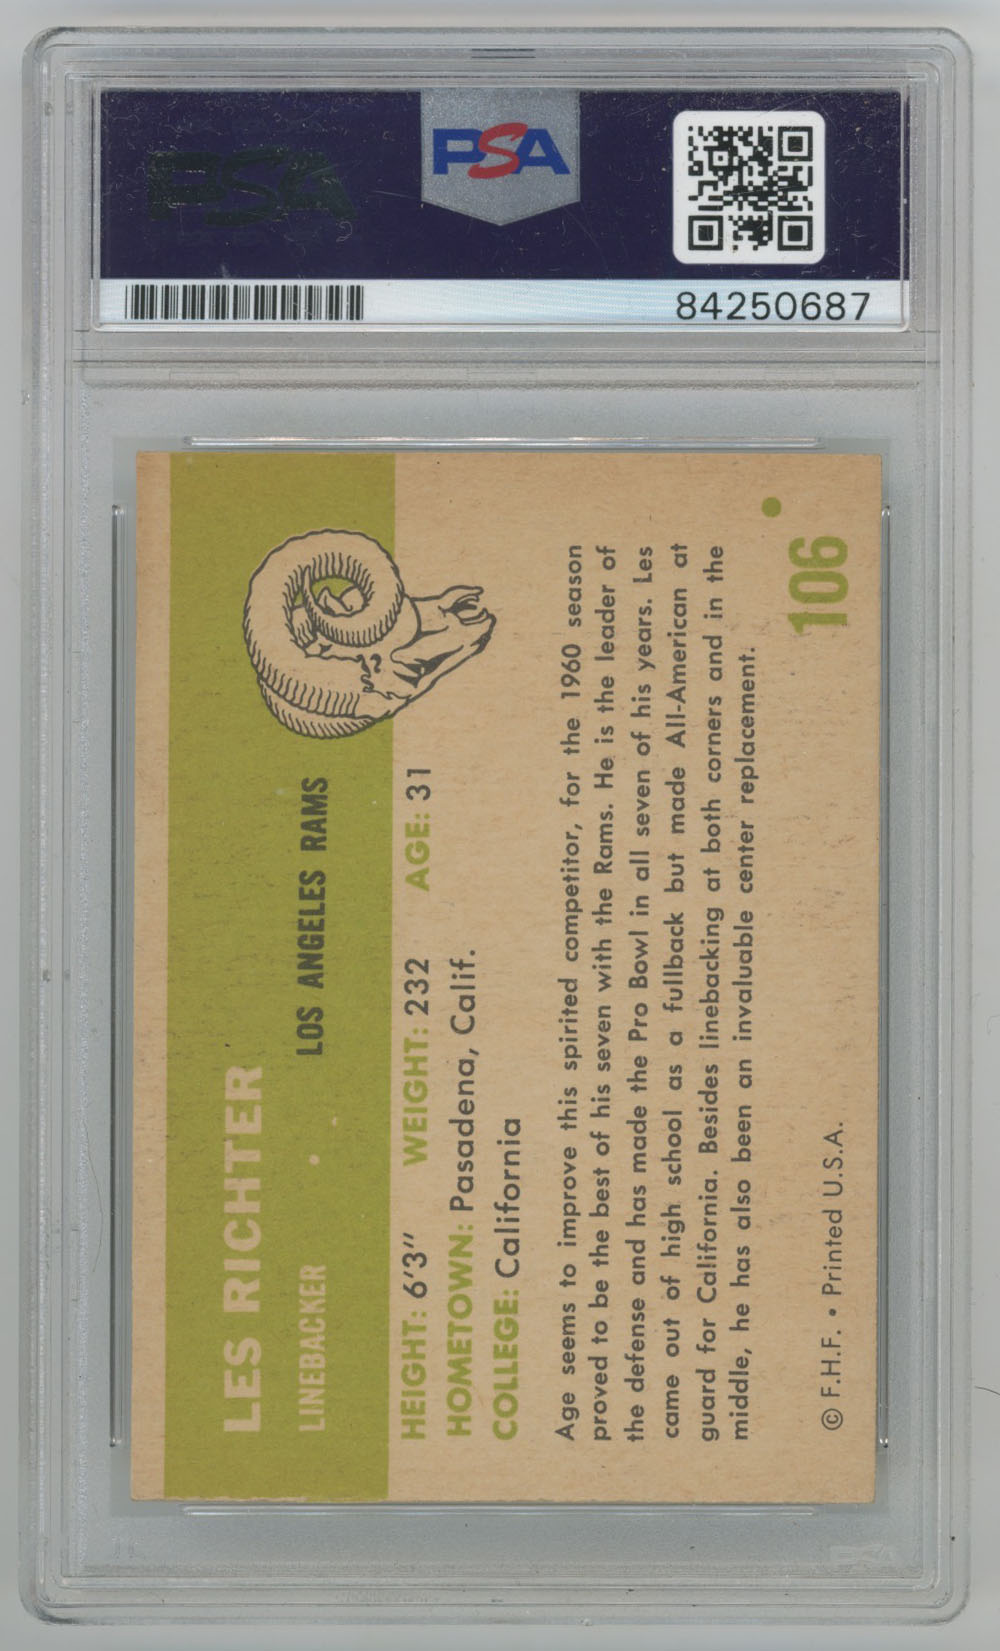 PSA
PSA
84250687
LES RICHTER
LINEBACKER
LOS ANGELES RAMS
HEIGHT: 6'3" WEIGHT: 232 AGE: 31
HOMETOWN: Pasadena, Calif.
COLLEGE: California
Age seems to improve this spirited competitor, for the 1960 season
proved to be the best of his seven with the Rams. He is the leader of
the defense and has made the Pro Bowl in all seven of his years. Les
came out of high school as a fullback but made All-American at
guard for California. Besides linebacking at both corners and in the
middle, he has also been an invaluable center replacement.
© F.H.F. • Printed U.S.A.
106
PSA